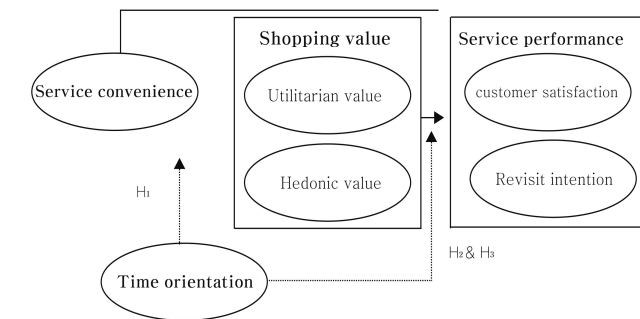 Shopping value
Service performance
Service convenience
Utilitarian value
customer satisfaction
Hedonic value
Revisit intention
H1
H2 & H3
Time orientation